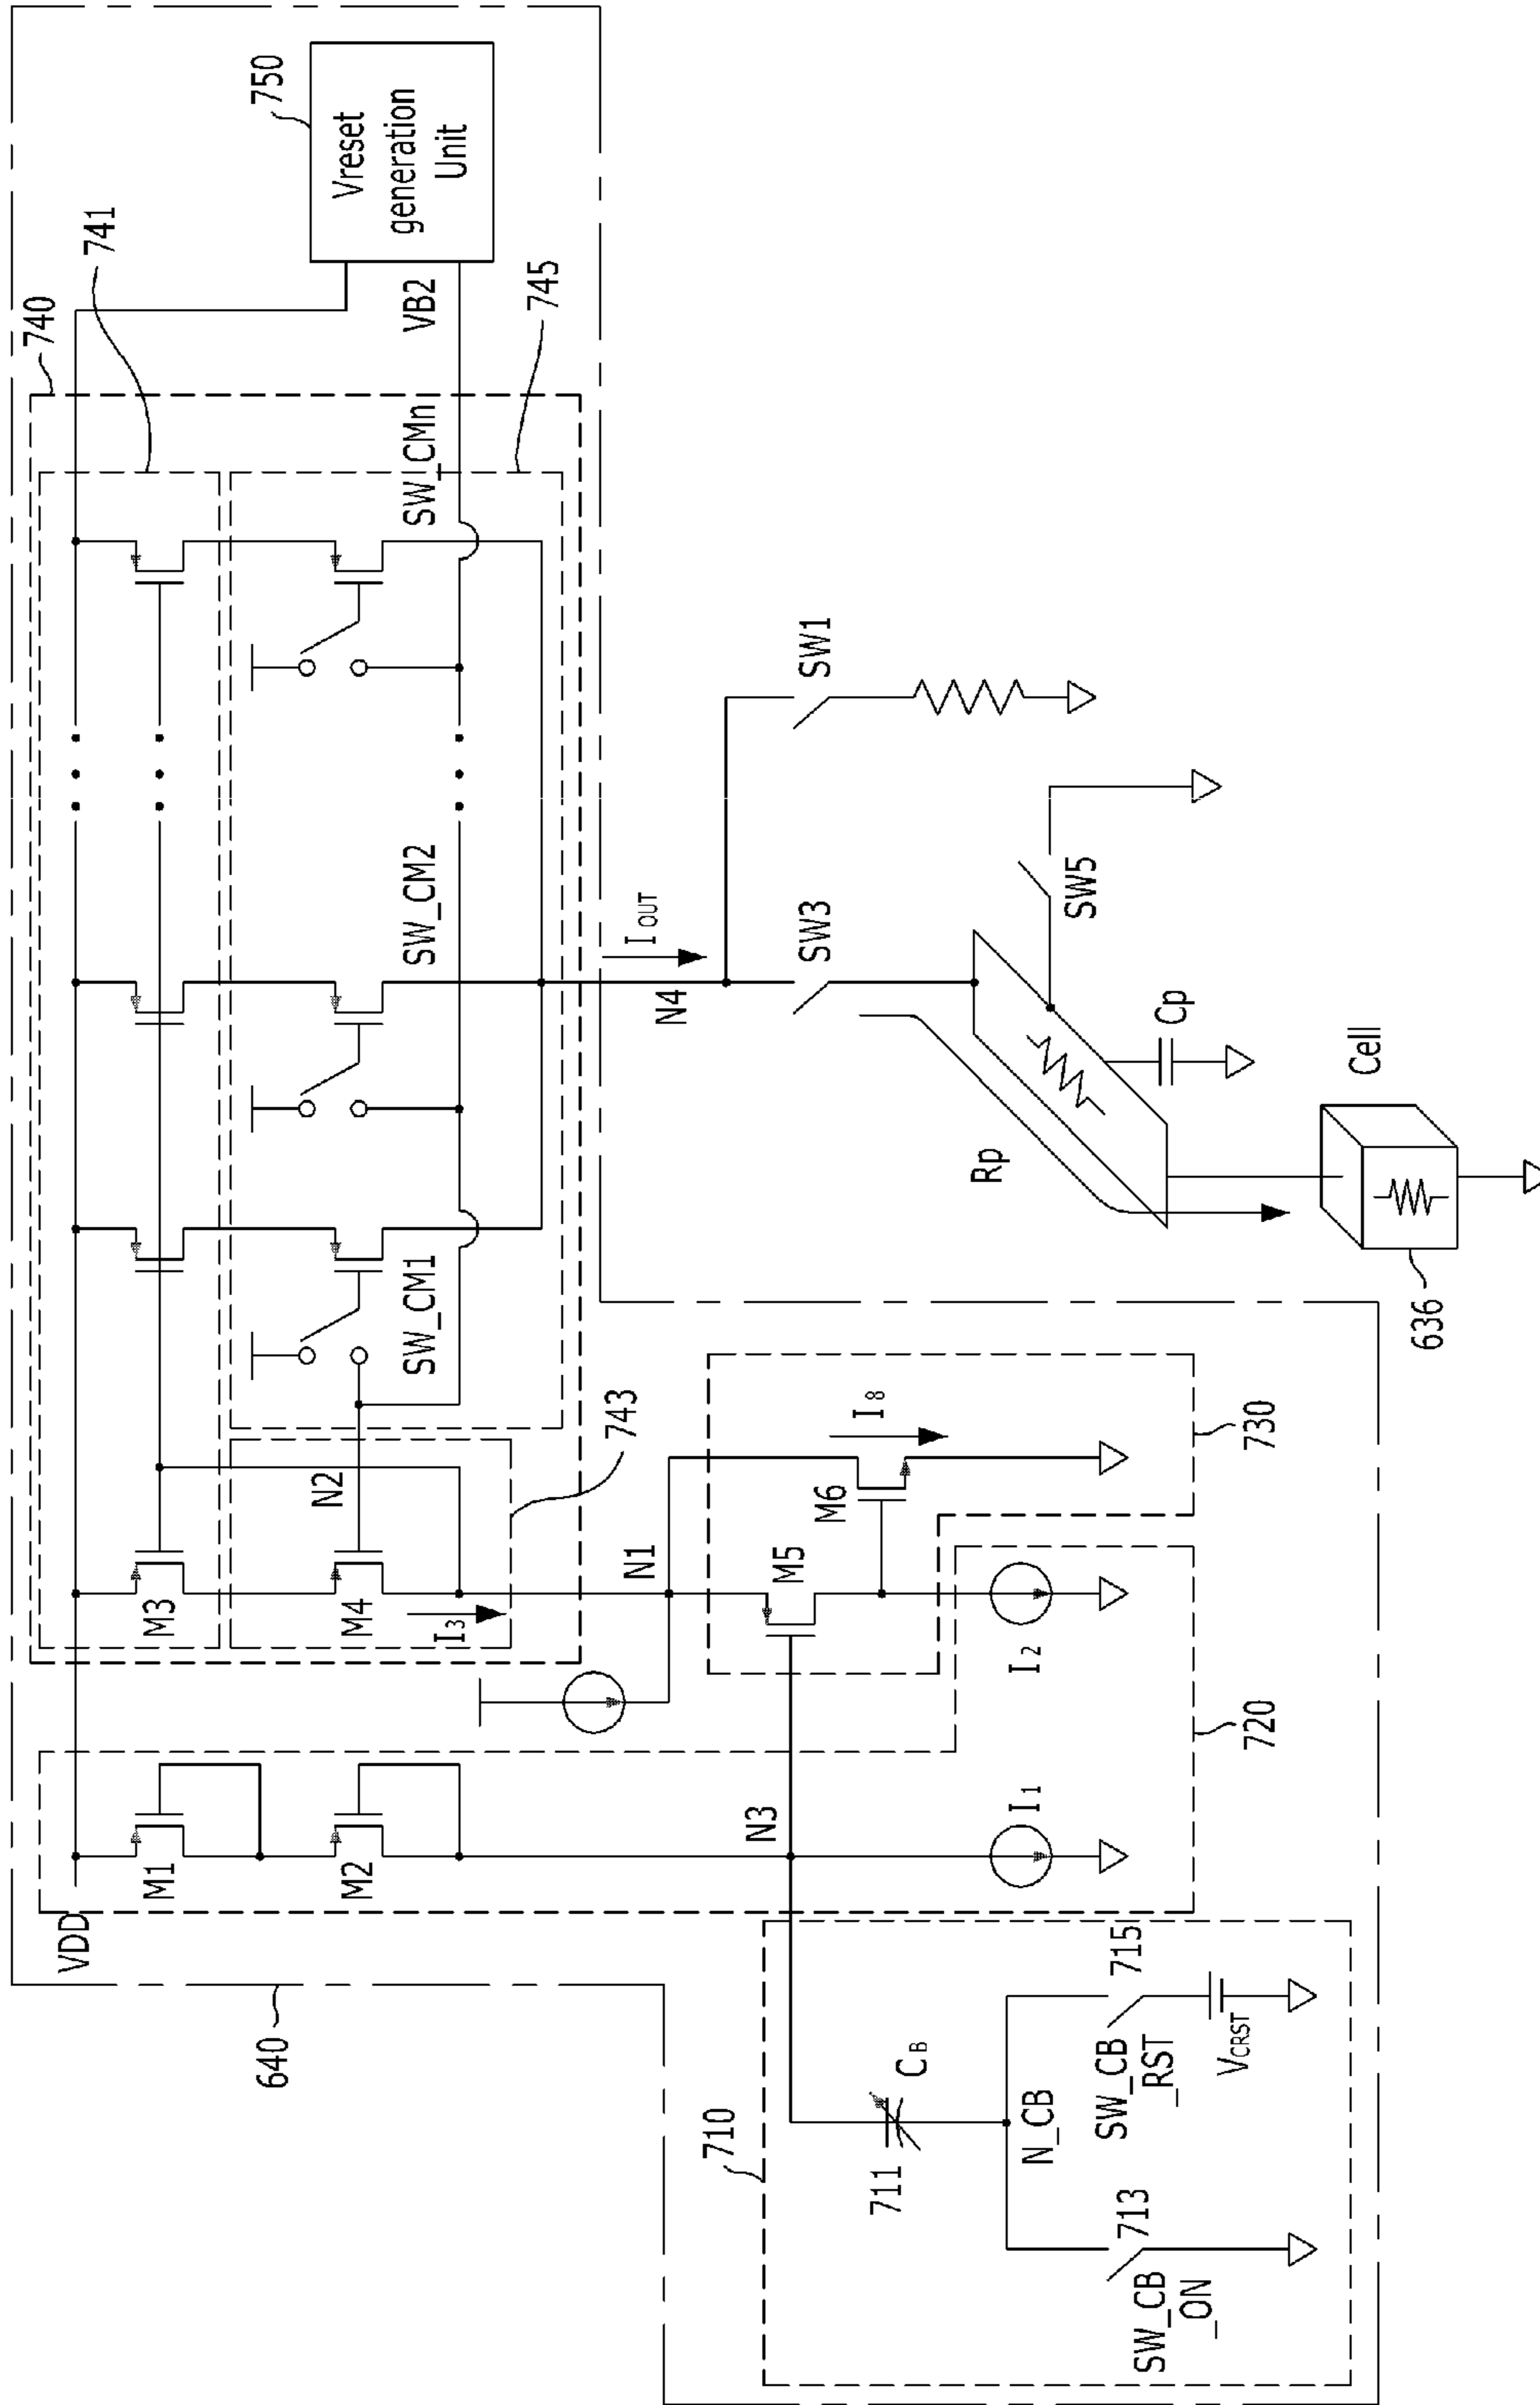 640
VDD
M1
M2
M3
M4
N2
I3
743
740
741
745
SW_CM1
SW_CM2
SW_CMn
VB2
750
Vreset
generation
Unit
N1
N3
M5
M6
I8
I1
I2
720
730
710
711
CB
N_CB
713
SW_CB
_ON
715
SW_CB
_RST
VCRST
IOUT
N4
SW3
SW1
SW5
Rp
Cp
Cell
636